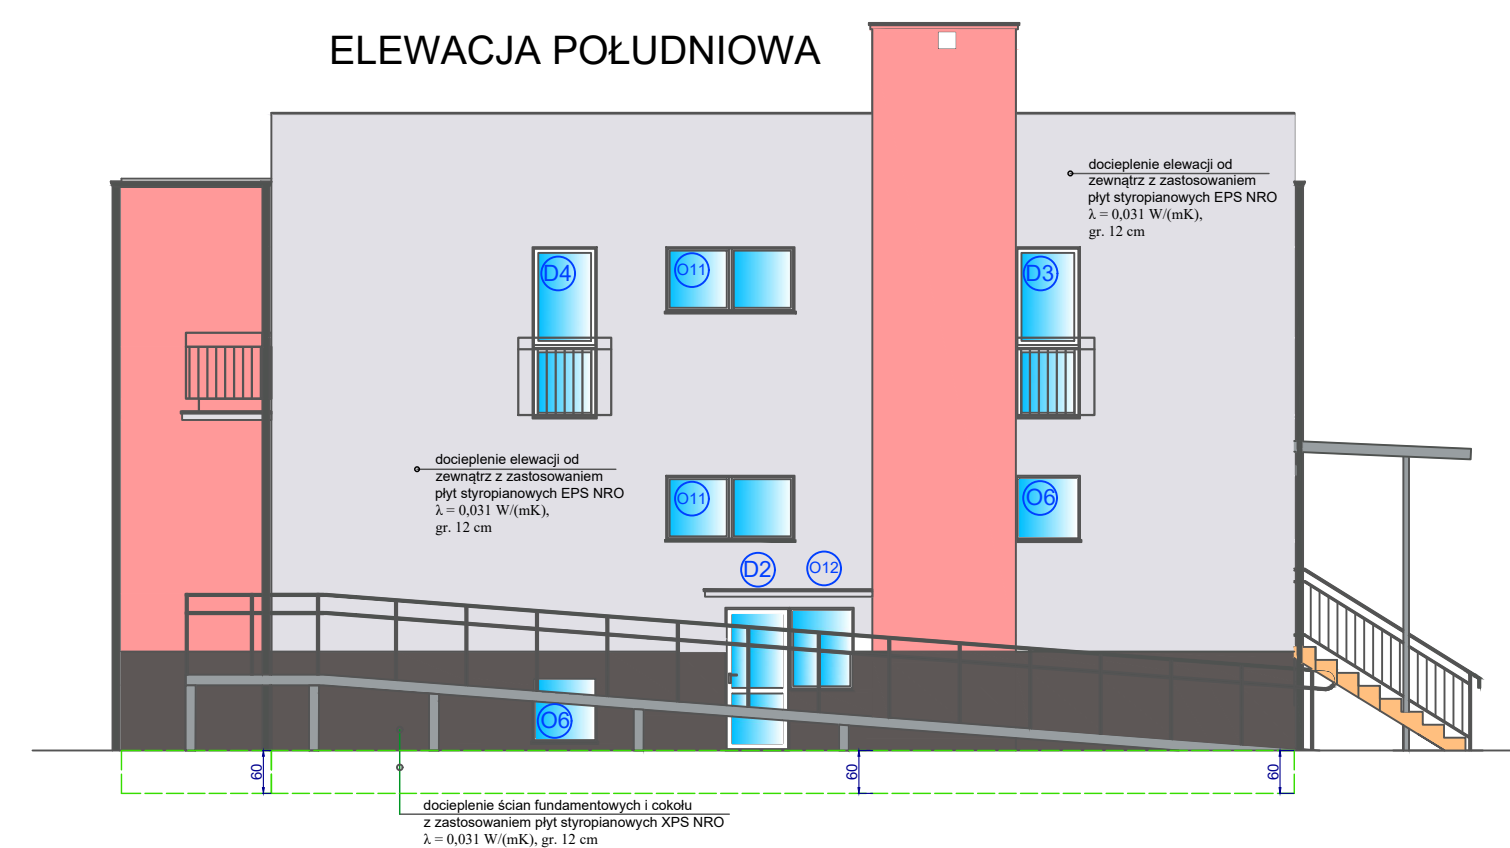 ELEWACJA POŁUDNIOWA
docieplenie elewacji od
zewnątrz z zastosowaniem
płyt styropianowych EPS NRO
λ = 0,031 W/(mK),
gr. 12 cm
D4
O11
D3
docieplenie elewacji od
zewnątrz z zastosowaniem
płyt styropianowych EPS NRO
λ = 0,031 W/(mK),
gr. 12 cm
O11
O6
D2
O12
O6
60
60
60
docieplenie ścian fundamentowych i cokołu
z zastosowaniem płyt styropianowych XPS NRO
λ = 0,031 W/(mK), gr. 12 cm